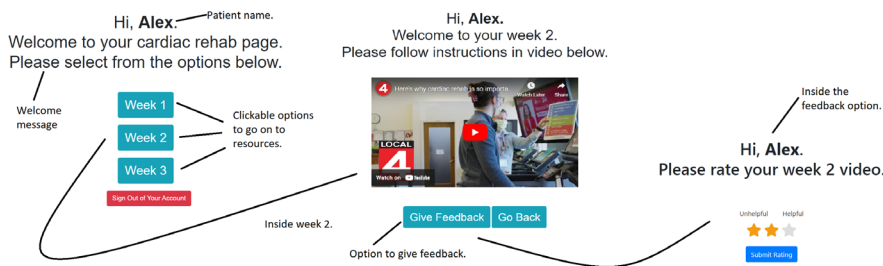 Hi, Alex.
Welcome to your cardiac rehab page.
Please select from the options below.
Patient name.
Welcome
message
Week 1
Week 2
Week 3
Clickable options
to go on to
resources.
Sign Out of Your Account
Inside week 2.
Hi, Alex.
Welcome to your week 2.
Please follow instructions in video below.
4
Here's why cardiac rehab is so importa...
Watch Later
Share
LOCAL
4
Watch on YouTube
Give Feedback
Go Back
Option to give feedback.
Inside the
feedback option.
Hi, Alex.
Please rate your week 2 video.
Unhelpful
Helpful
Submit Rating